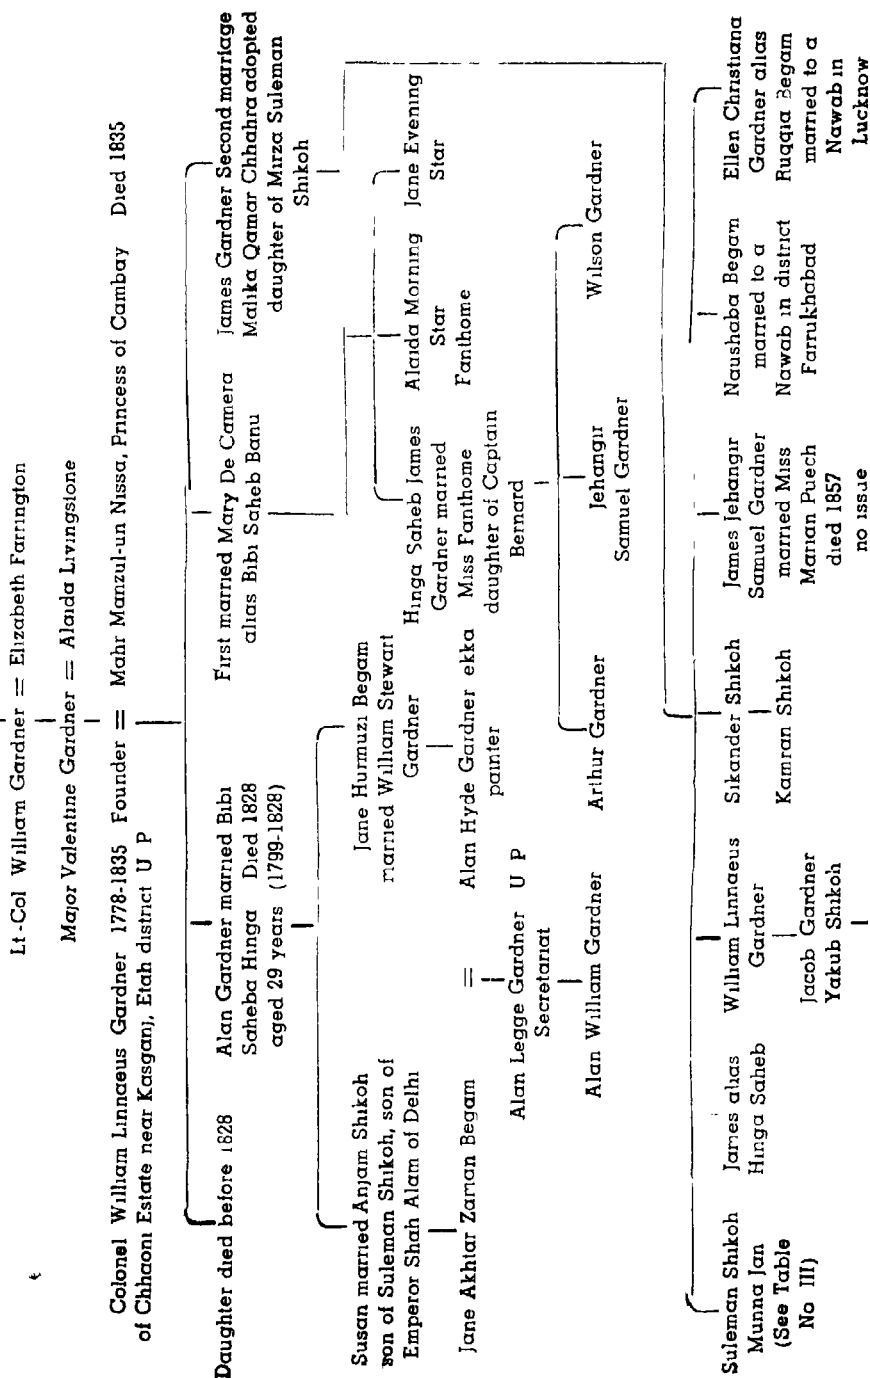 Lt-Col William Gardner = Elizabeth Farrington
Major Valentine Gardner = Alaida Livingstone
Colonel William Linnaeus Gardner 1778-1835 Founder = Mahr Manzul-un Nissa, Princess of Cambay Died 1835
of Chhaoni Estate near Kasganj, Etah district U P
Daughter died before 1828
Alan Gardner married Bibi
Saheba Hinga Died 1828
aged 29 years (1799-1828)
First married Mary De Camera
alias Bibi Saheb Banu
James Gardner Second marriage
Malika Qamar Chhahra adopted
daughter of Mirza Suleman
Shikoh
Susan married Anjam Shikoh
son of Suleman Shikoh, son of
Emperor Shah Alam of Delhi
Jane Hurmuzi Begam
married William Stewart
Gardner
Hinga Saheb James
Gardner married
Miss Fanthome
daughter of Captain
Bernard
Alaida Morning
Star
Fanthome
Jane Evening
Star
Jane Akhtar Zaman Begam
=
Alan Hyde Gardner ekka
painter
Alan Legge Gardner U P
Secretariat
Alan William Gardner
Arthur Gardner
Jehangir
Samuel Gardner
Wilson Gardner
Suleman Shikoh
Munna Jan
(See Table
No III)
James alias
Hinga Saheb
William Linnaeus
Gardner
Jacob Gardner
Yakub Shikoh
Sikander Shikoh
Kamran Shikoh
James Jehangir
Samuel Gardner
married Miss
Marian Puech
died 1857
no issue
Naushaba Begam
married to a
Nawab in district
Farrukhabad
Ellen Christiana
Gardner alias
Ruqqia Begam
married to a
Nawab in
Lucknow